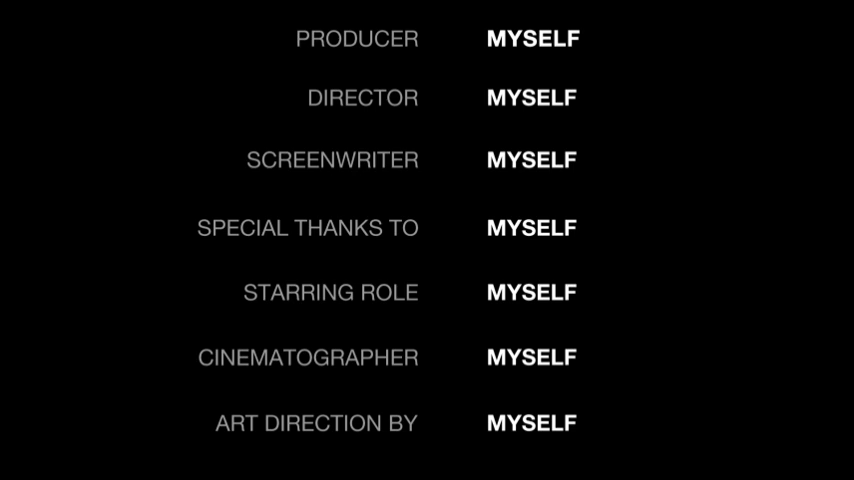 PRODUCER MYSELF
DIRECTOR MYSELF
SCREENWRITER MYSELF
SPECIAL THANKS TO MYSELF
STARRING ROLE MYSELF
CINEMATOGRAPHER MYSELF
ART DIRECTION BY MYSELF